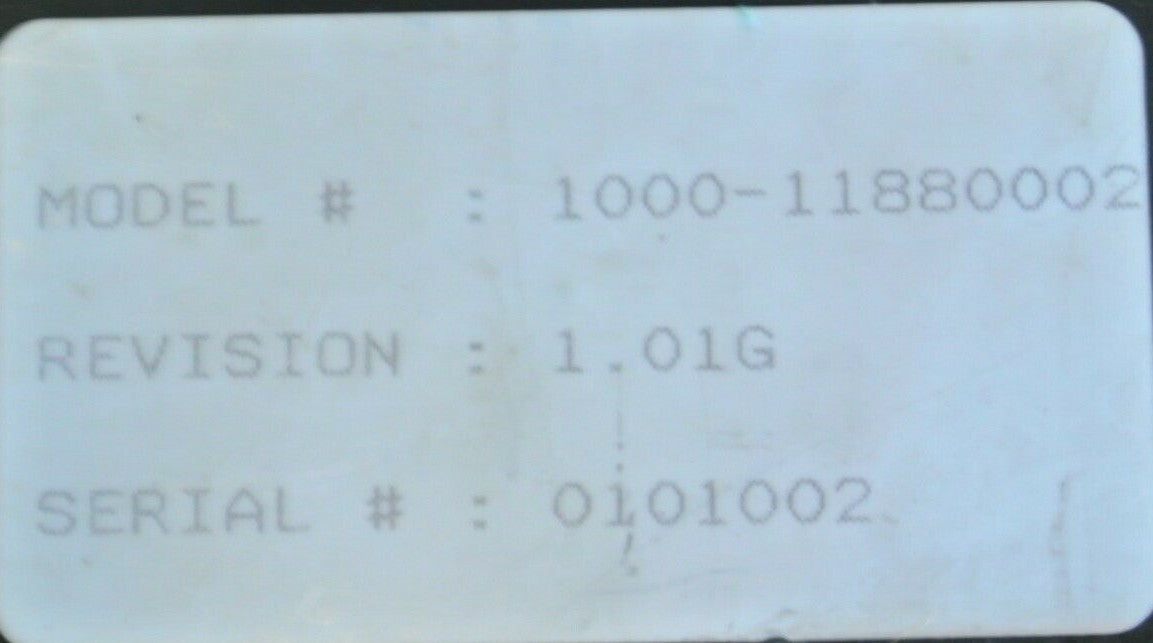 MODEL # : 1000-11880002
REVISION : 1.01G
SERIAL # : 0101002